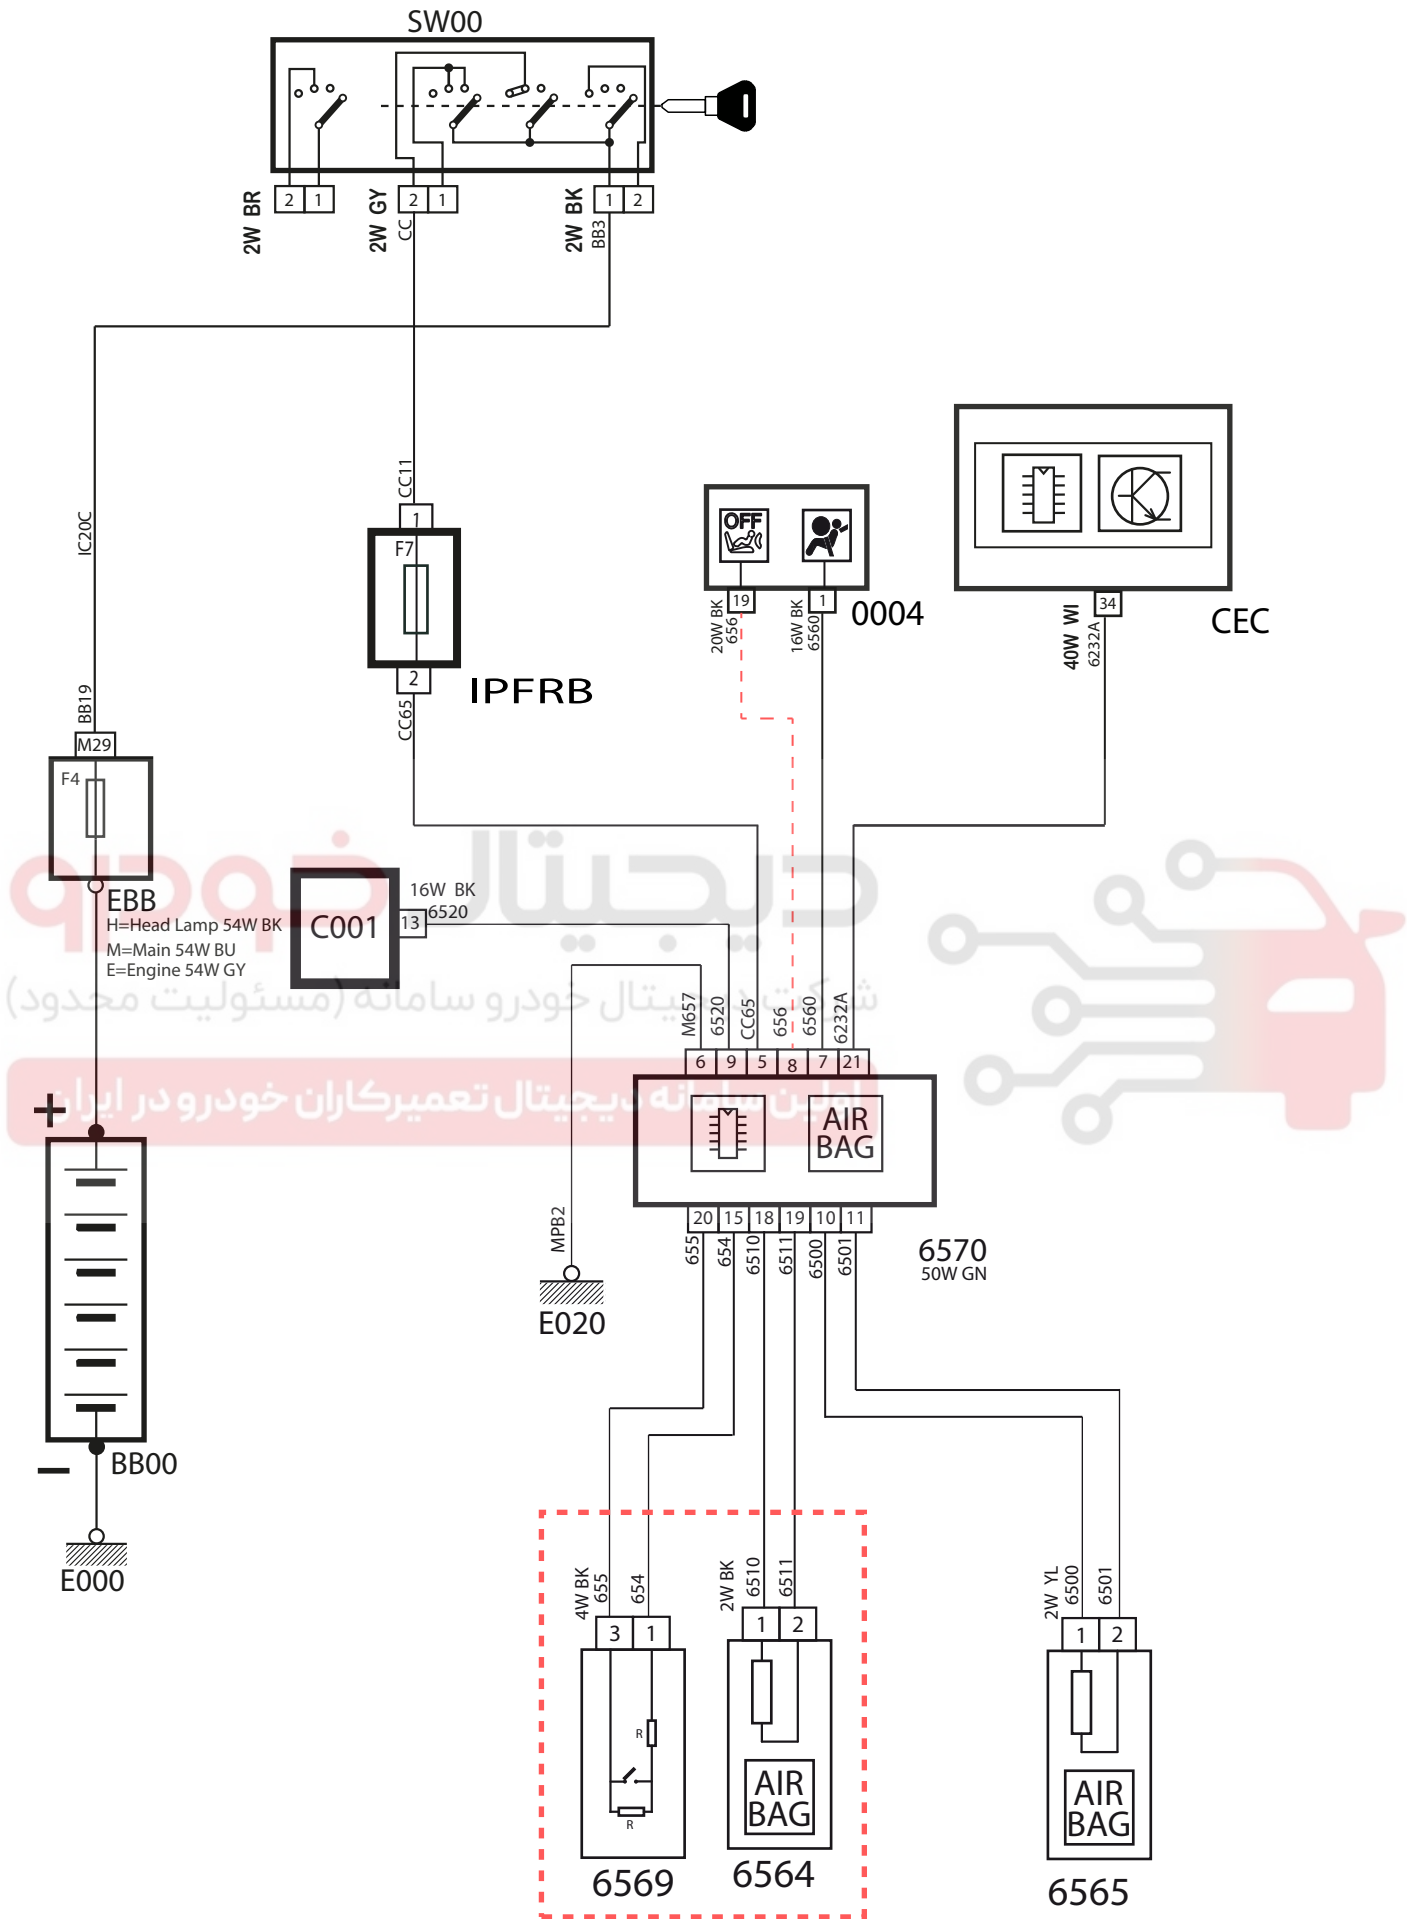 SW00
2 1
2 1
1 2
2W BR
2W GY
CC
2W BK
BB3
IC20C
CC11
1
F7
2
IPFRB
CC65
OFF
19
1
0004
20W BK
656
16W BK
6560
34
CEC
40W WI
6232A
BB19
M29
F4
EBB
H=Head Lamp 54W BK
M=Main 54W BU
E=Engine 54W GY
C001
16W BK
13
6520
دیجیتال خودرو
شرکت دیجیتال خودرو سامانه (مسئولیت محدود)
اولین سامانه دیجیتال تعمیرکاران خودرو در ایران
M657
6520
CC65
656
6560
6232A
6 9 5 8 7 21
AIR
BAG
20 15 18 19 10 11
655
654
6510
6511
6500
6501
6570
50W GN
MPB2
E020
+
BB00
−
E000
4W BK
655
654
3 1
R
R
6569
2W BK
6510
6511
1 2
AIR
BAG
6564
2W YL
6500
6501
1 2
AIR
BAG
6565